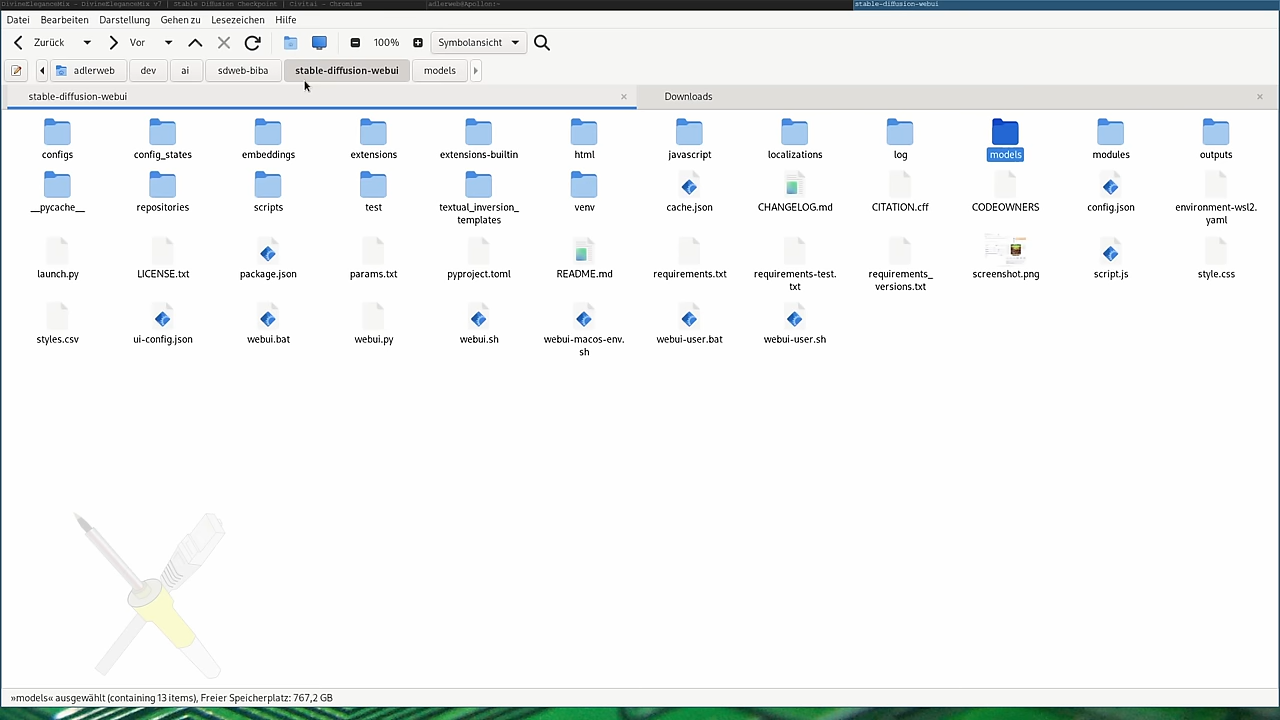 DivineEleganceMix - DivineEleganceMix v7 | Stable Diffusion Checkpoint | Civitai - Chromium
adlerweb@Apollon:~
stable-diffusion-webui
Datei Bearbeiten Darstellung Gehen zu Lesezeichen Hilfe
Zurück Vor 100% Symbolansicht
adlerweb dev ai sdweb-biba stable-diffusion-webui models
stable-diffusion-webui Downloads
configs config_states embeddings extensions extensions-builtin html javascript localizations log models modules outputs
__pycache__ repositories scripts test textual_inversion_ venv cache.json CHANGELOG.md CITATION.cff CODEOWNERS config.json environment-wsl2.
templates yaml
launch.py LICENSE.txt package.json params.txt pyproject.toml README.md requirements.txt requirements-test. requirements_ screenshot.png script.js style.css
txt versions.txt
styles.csv ui-config.json webui.bat webui.py webui.sh webui-macos-env. webui-user.bat webui-user.sh
sh
»models« ausgewählt (containing 13 items), Freier Speicherplatz: 767,2 GB